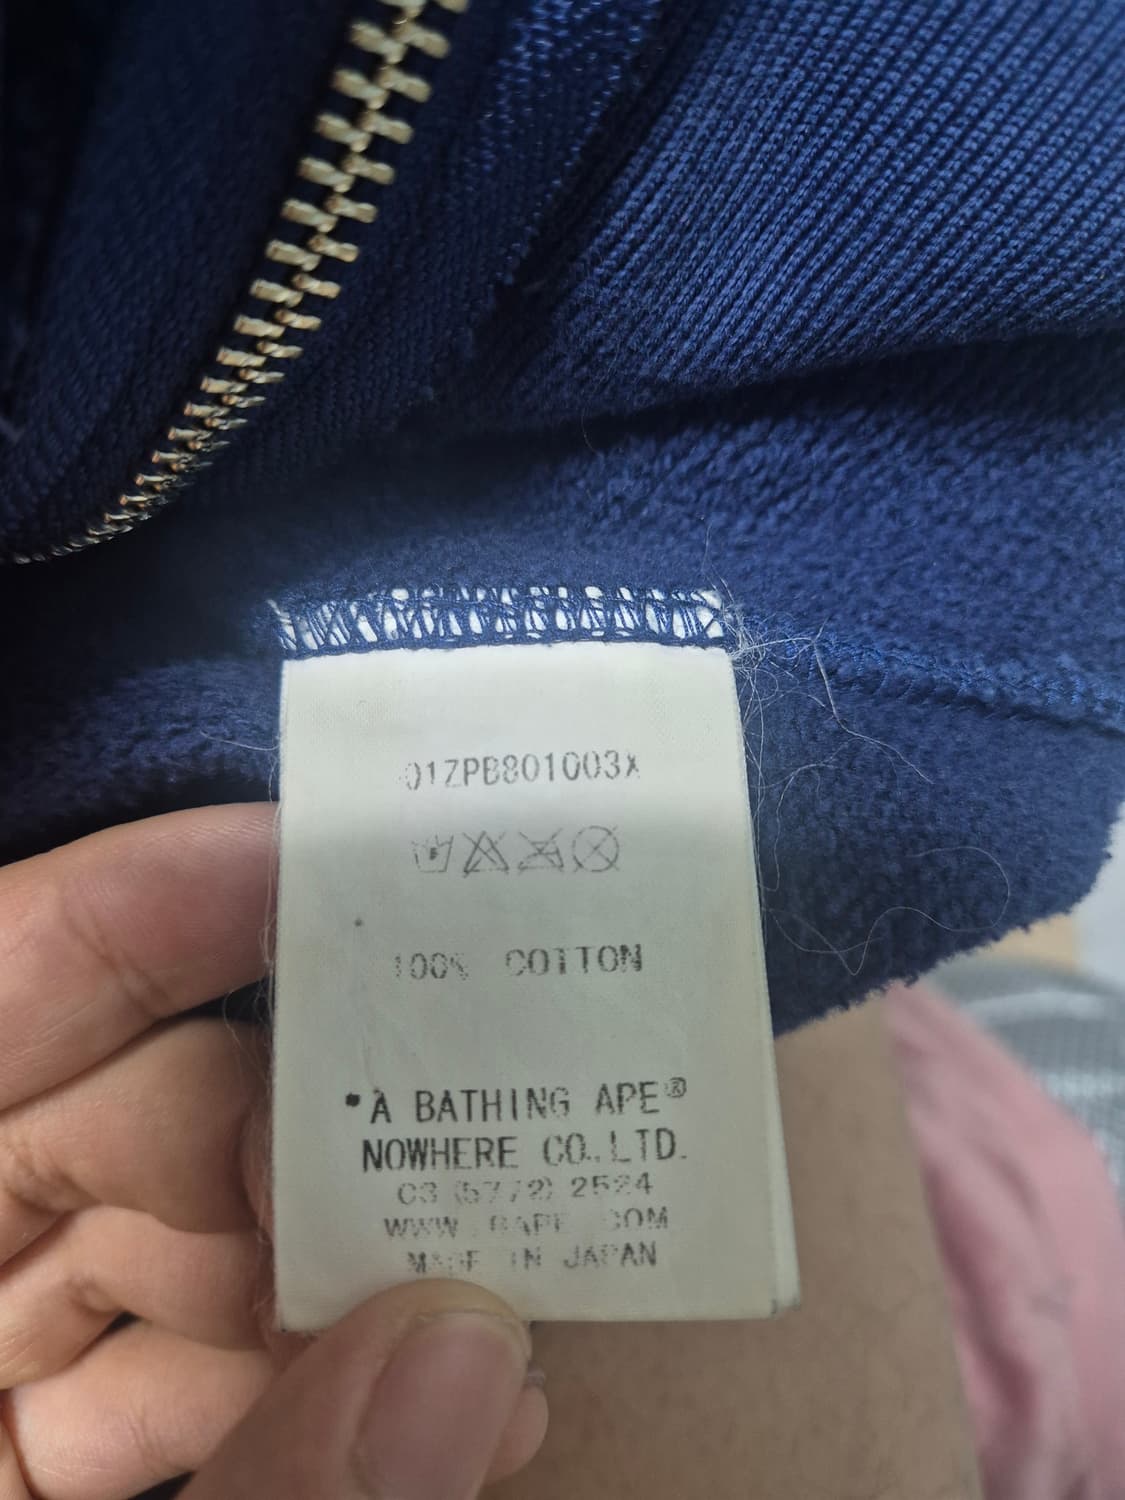 01ZPB801003X
100% COTTON
A BATHING APE®
NOWHERE CO.,LTD.
03 (5772) 2524
WWW.BAPE.COM
MADE IN JAPAN